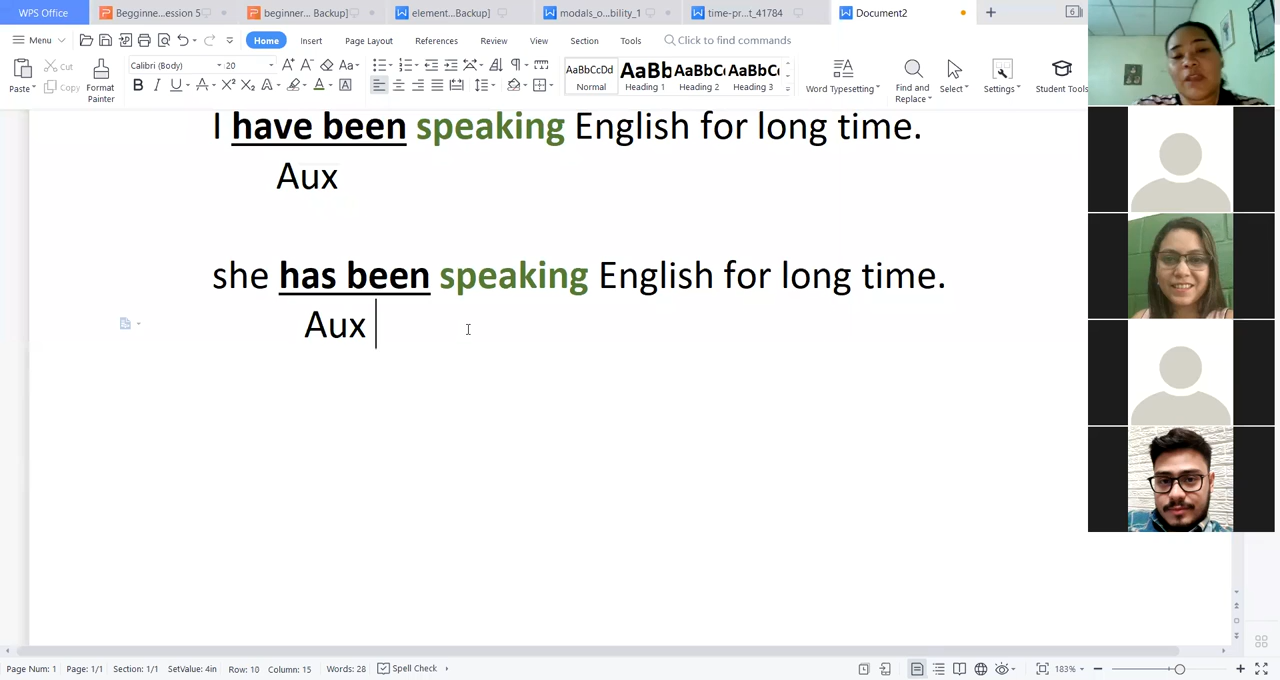 WPS Office Begginne...ession 5 beginner... Backup] element...Backup] modals_o...bility_1 time-pr...t_41784 Document2 6
Menu Home Insert Page Layout References Review View Section Tools Click to find commands
Paste Cut Copy Format Painter Calibri (Body) 20 AaBbCcDd Normal AaBb Heading 1 AaBbC Heading 2 AaBbC Heading 3 Word Typesetting Find and Replace Select Settings Student Tools
I have been speaking English for long time.
Aux
she has been speaking English for long time.
Aux
Page Num: 1 Page: 1/1 Section: 1/1 SetValue: 4in Row: 10 Column: 15 Words: 28 Spell Check 183%